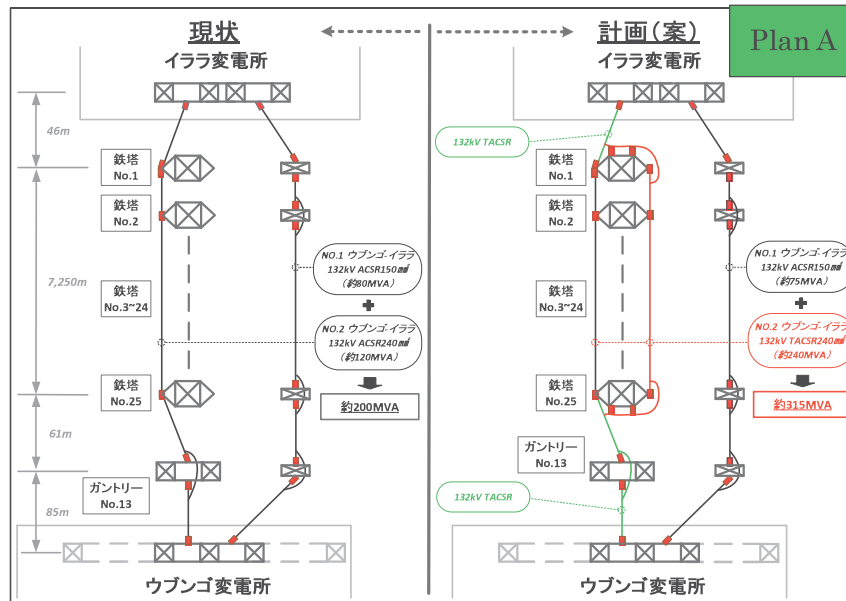 現状
計画(案)
Plan A
イララ変電所
イララ変電所
46m
7,250m
61m
85m
鉄塔
No.1
鉄塔
No.2
鉄塔
No.3~24
鉄塔
No.25
ガントリー
No.13
NO.1 ウブンゴ-イララ
132kV ACSR150㎟
(約80MVA)
+
NO.2 ウブンゴ-イララ
132kV ACSR240㎟
(約120MVA)
約200MVA
ウブンゴ変電所
132kV TACSR
鉄塔
No.1
鉄塔
No.2
鉄塔
No.3~24
鉄塔
No.25
ガントリー
No.13
132kV TACSR
NO.1 ウブンゴ-イララ
132kV ACSR150㎟
(約75MVA)
+
NO.2 ウブンゴ-イララ
132kV TACSR240㎟
(約240MVA)
約315MVA
ウブンゴ変電所